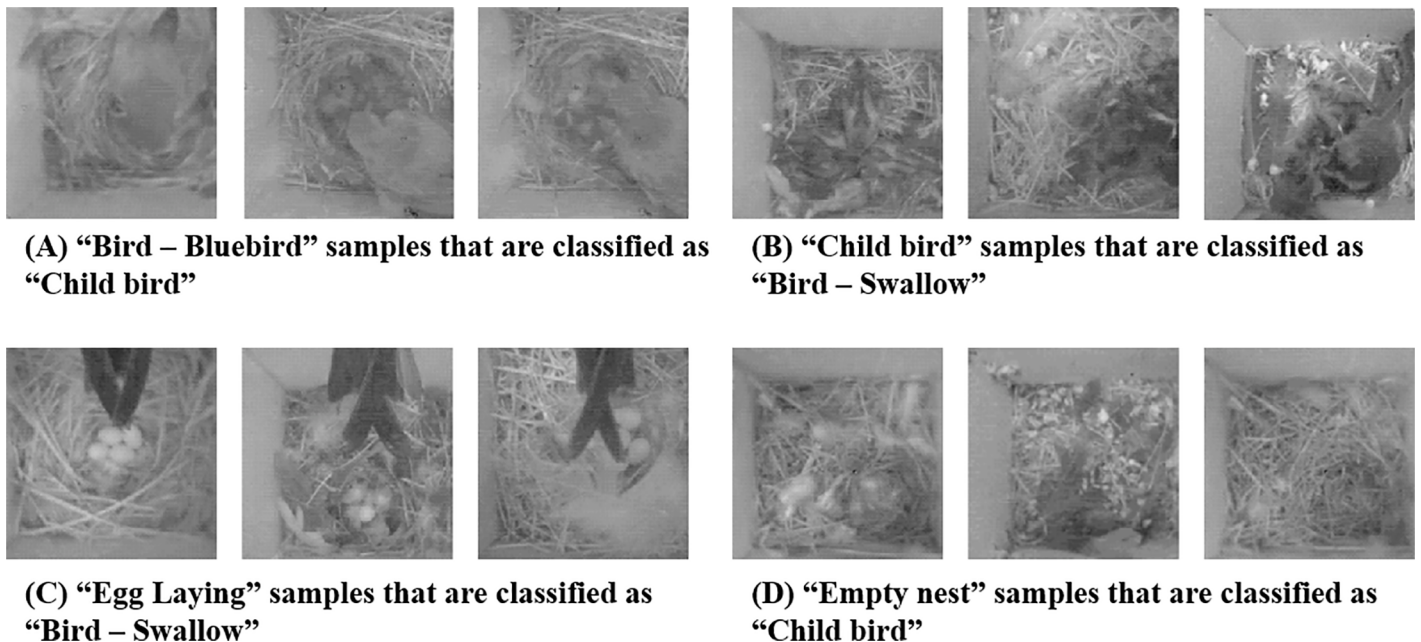 (A) “Bird – Bluebird” samples that are classified as
“Child bird”
(B) “Child bird” samples that are classified as
“Bird – Swallow”
(C) “Egg Laying” samples that are classified as
“Bird – Swallow”
(D) “Empty nest” samples that are classified as
“Child bird”